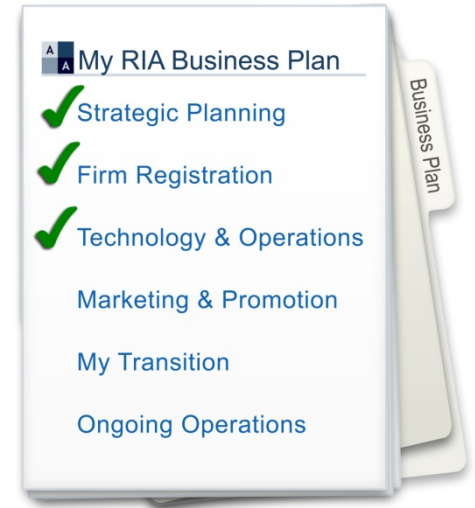 A
A
My RIA Business Plan
Strategic Planning
Firm Registration
Technology & Operations
Marketing & Promotion
My Transition
Ongoing Operations
Business Plan